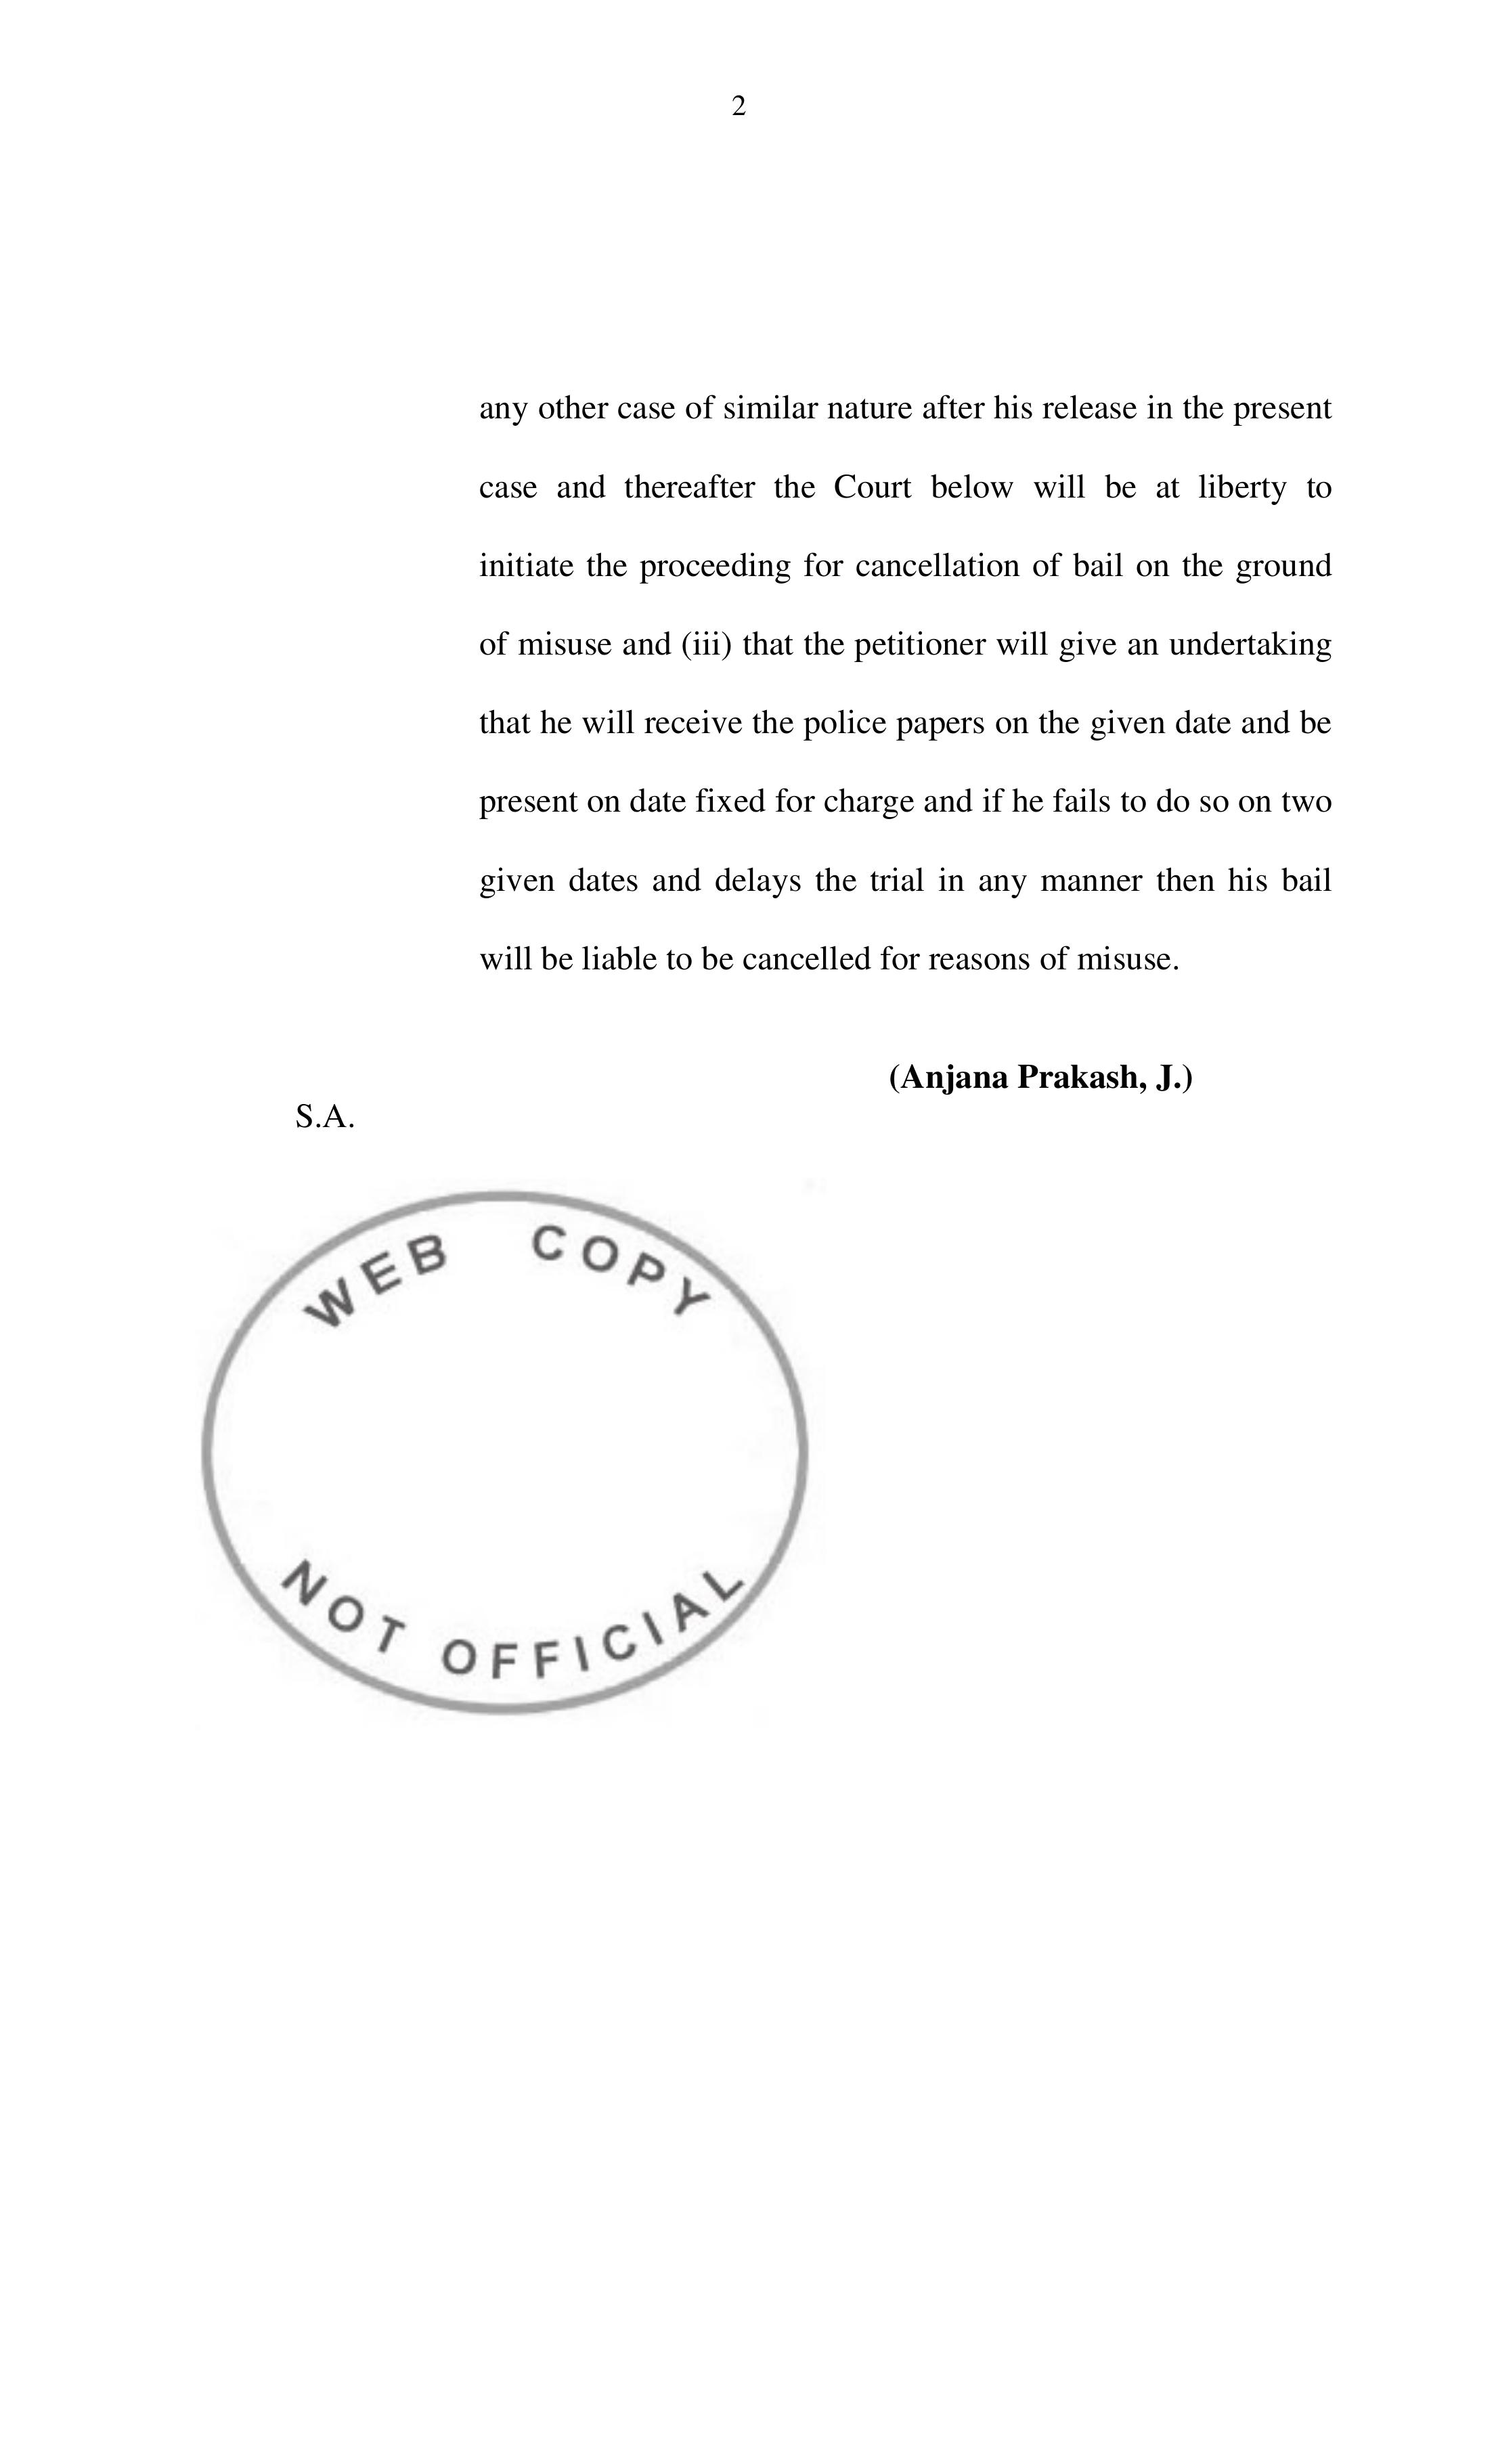 2
any other case of similar nature after his release in the present
case and thereafter the Court below will be at liberty to
initiate the proceeding for cancellation of bail on the ground
of misuse and (iii) that the petitioner will give an undertaking
that he will receive the police papers on the given date and be
present on date fixed for charge and if he fails to do so on two
given dates and delays the trial in any manner then his bail
will be liable to be cancelled for reasons of misuse.
(Anjana Prakash, J.)
S.A.
WEB COPY
NOT OFFICIAL